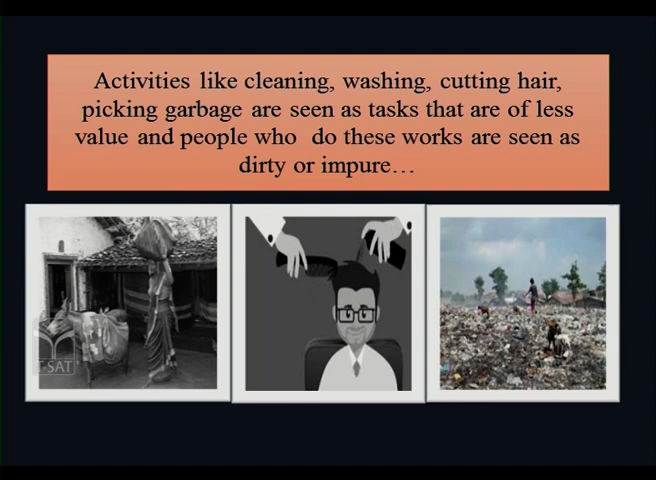 Activities like cleaning, washing, cutting hair,
picking garbage are seen as tasks that are of less
value and people who do these works are seen as
dirty or impure…
T-SAT